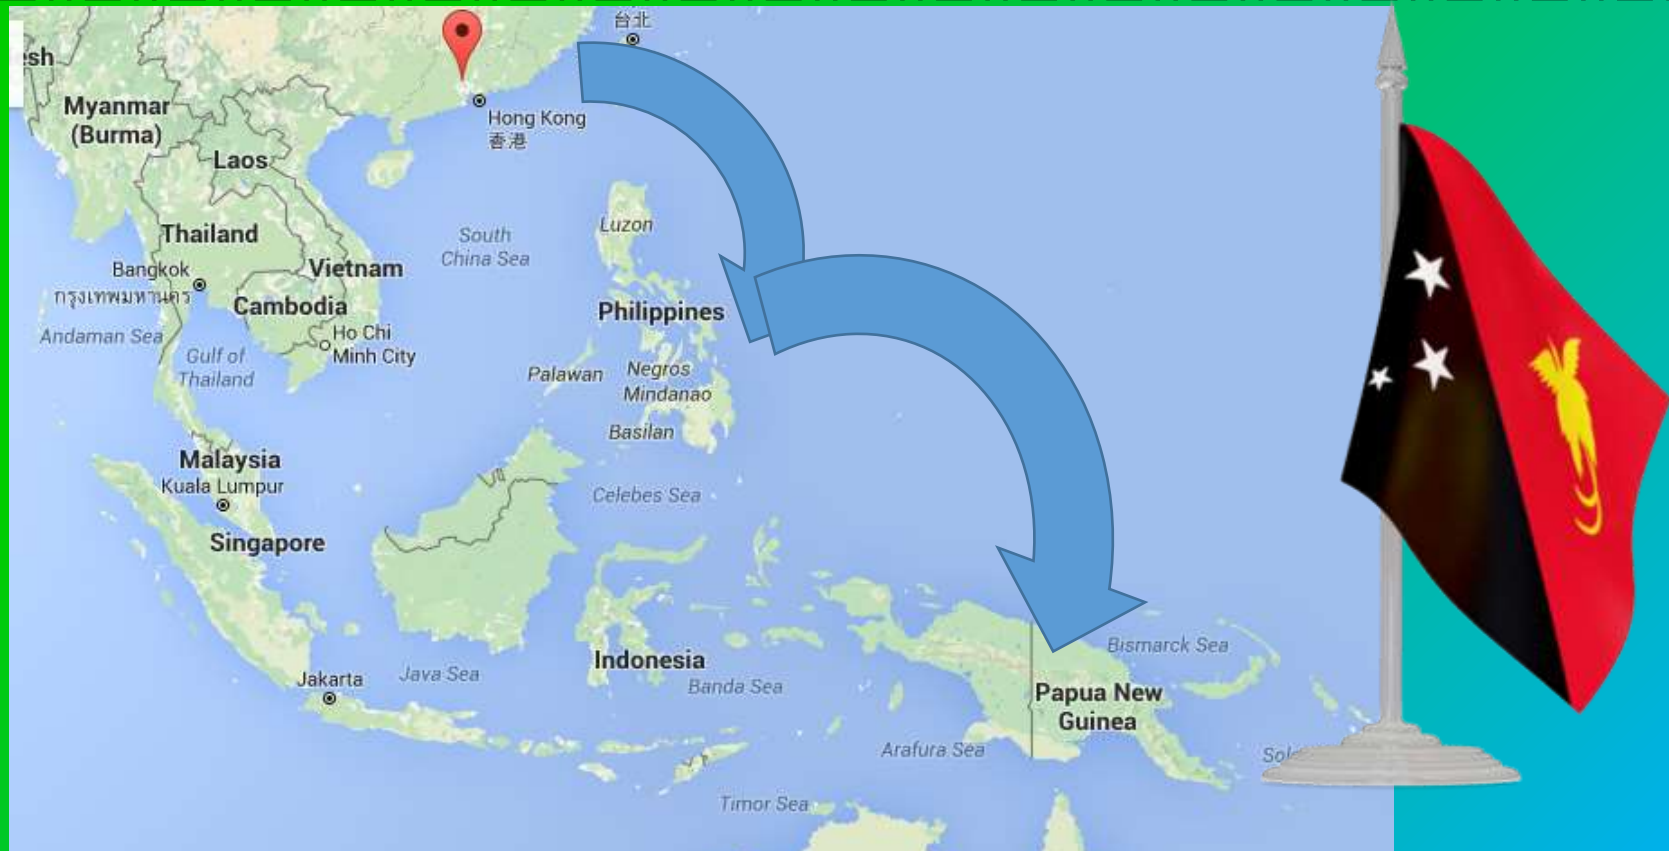 台北
esh
Myanmar
(Burma)
Hong Kong
香港
Laos
Luzon
Thailand
South
China Sea
Bangkok
กรุงเทพมหานคร
Vietnam
Cambodia
Philippines
Andaman Sea
Ho Chi
Minh City
Gulf of
Thailand
Palawan
Negros
Mindanao
Basilan
Malaysia
Kuala Lumpur
Celebes Sea
Singapore
Indonesia
Bismarck Sea
Jakarta
Java Sea
Banda Sea
Papua New
Guinea
Arafura Sea
Sol
Timor Sea